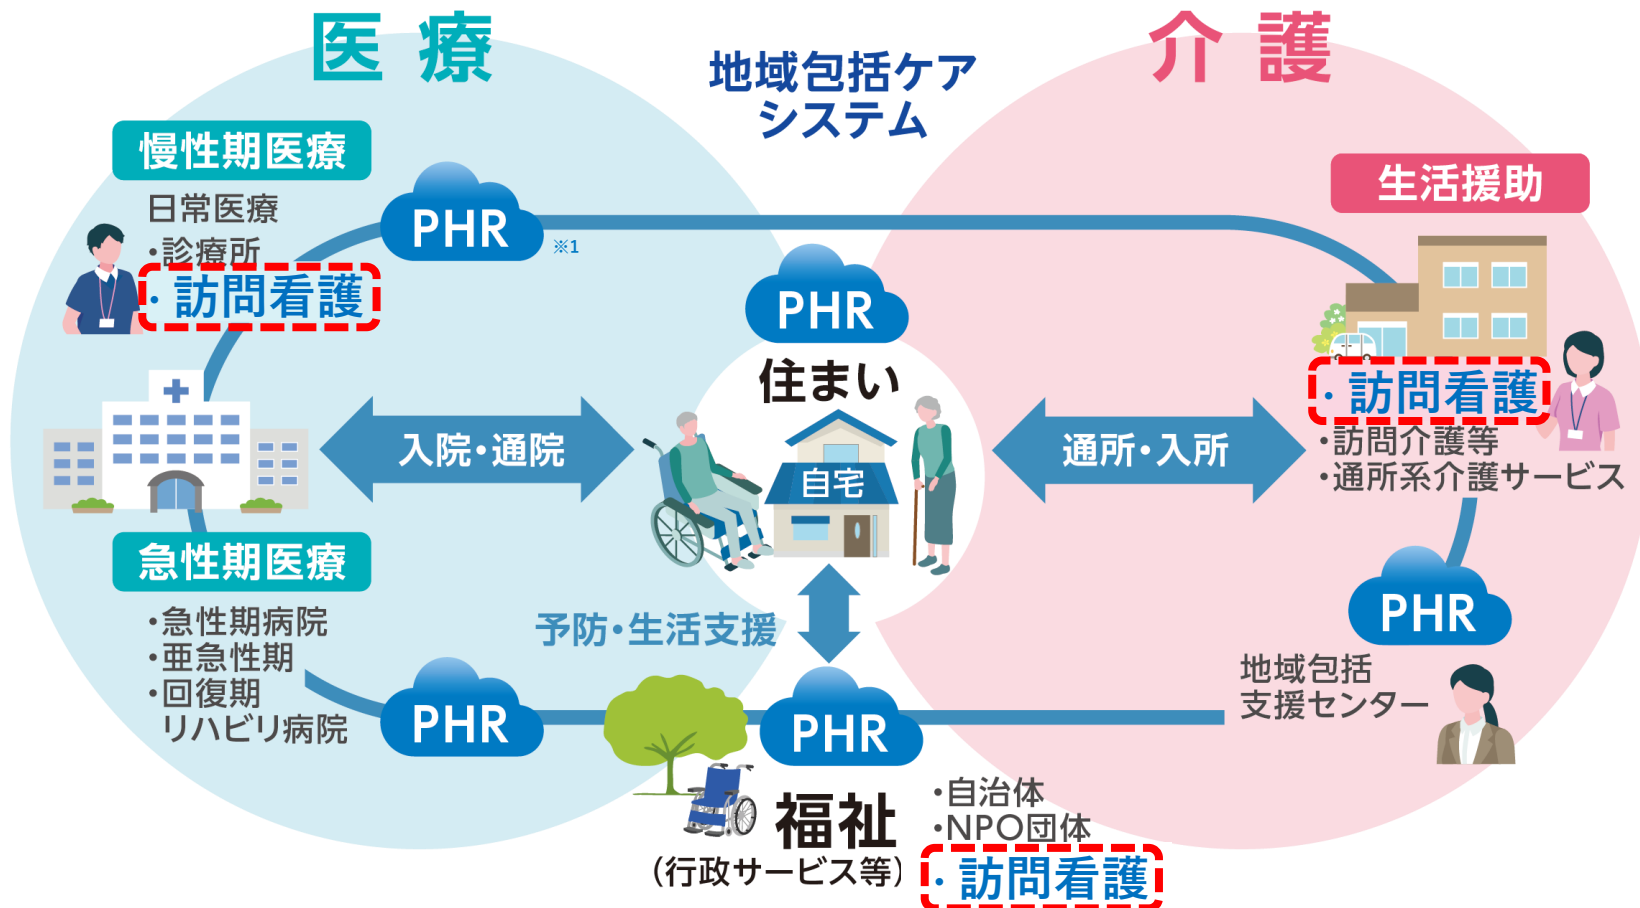 医療
地域包括ケア
システム
介護
慢性期医療
日常医療
・診療所
・訪問看護
PHR
※1
PHR
住まい
自宅
入院・通院
通所・入所
生活援助
・訪問看護
・訪問介護等
・通所系介護サービス
急性期医療
・急性期病院
・亜急性期
・回復期
リハビリ病院
予防・生活支援
PHR
PHR
PHR
地域包括
支援センター
福祉
(行政サービス等)
・自治体
・NPO団体
・訪問看護